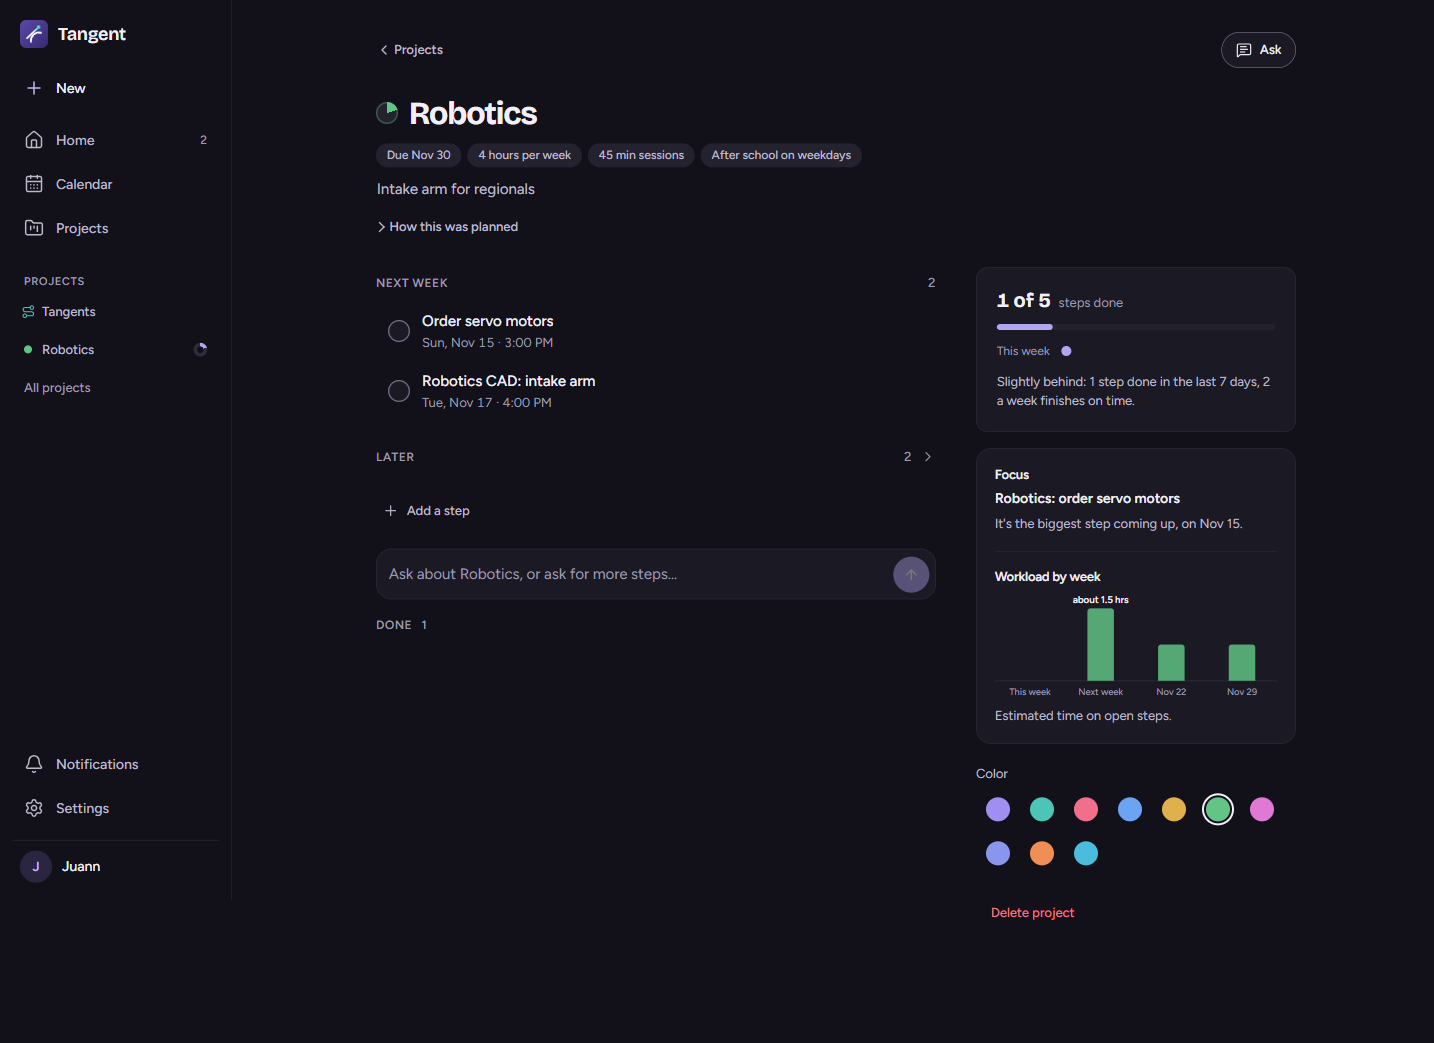 Tangent
New
Home 2
Calendar
Projects
PROJECTS
Tangents
Robotics
All projects
Notifications
Settings
J Juann
Projects
Ask
Robotics
Due Nov 30 4 hours per week 45 min sessions After school on weekdays
Intake arm for regionals
How this was planned
NEXT WEEK 2
Order servo motors
Sun, Nov 15 · 3:00 PM
Robotics CAD: intake arm
Tue, Nov 17 · 4:00 PM
LATER 2
Add a step
Ask about Robotics, or ask for more steps...
DONE 1
1 of 5 steps done
This week
Slightly behind: 1 step done in the last 7 days, 2
a week finishes on time.
Focus
Robotics: order servo motors
It's the biggest step coming up, on Nov 15.
Workload by week
about 1.5 hrs
This week Next week Nov 22 Nov 29
Estimated time on open steps.
Color
Delete project